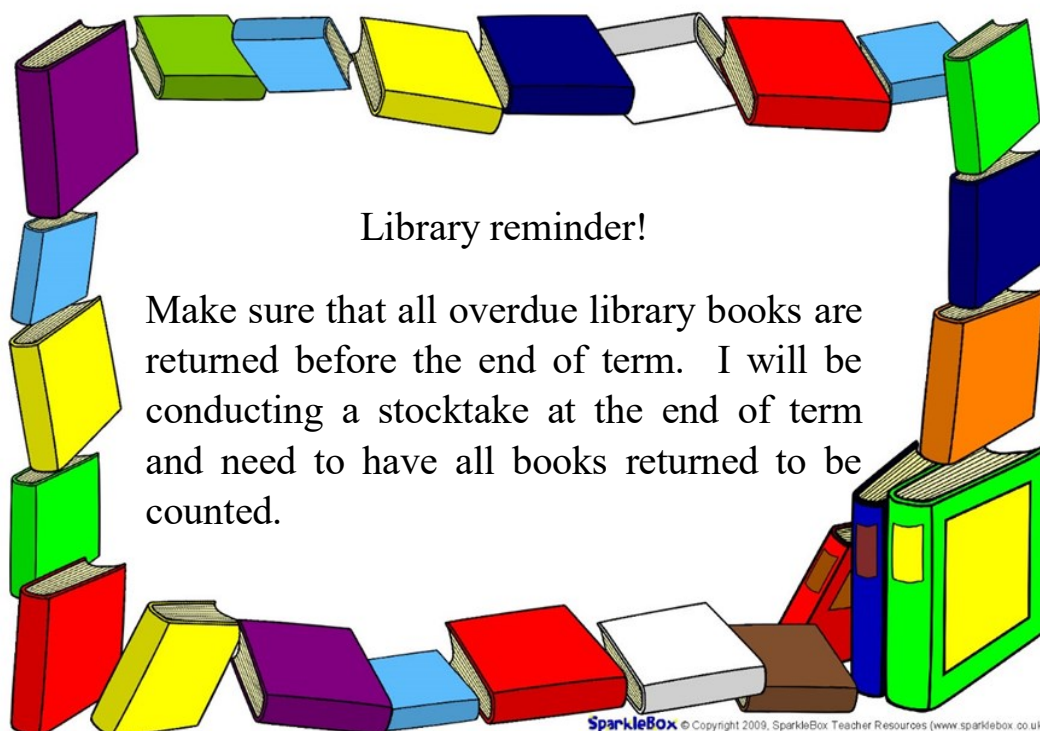 Library reminder!
Make sure that all overdue library books are
returned before the end of term.  I will be
conducting a stocktake at the end of term
and need to have all books returned to be
counted.
SparkleBox © Copyright 2009, SparkleBox Teacher Resources (www.sparklebox.co.uk